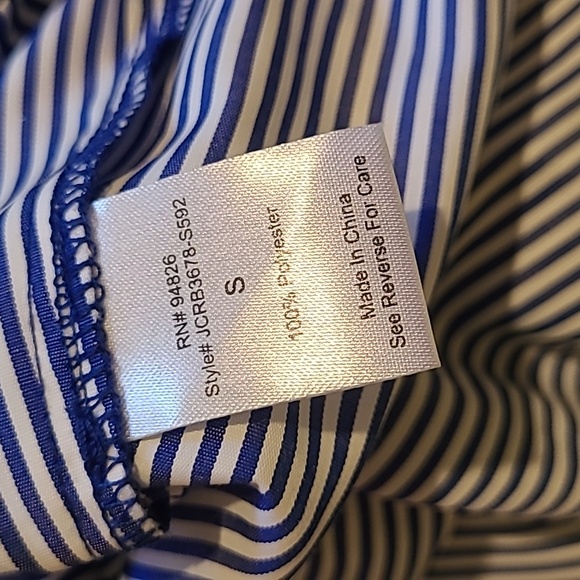 RN# 94826
Style# JCRB3678-S592
S
100% Polyester
Made In China
See Reverse For Care